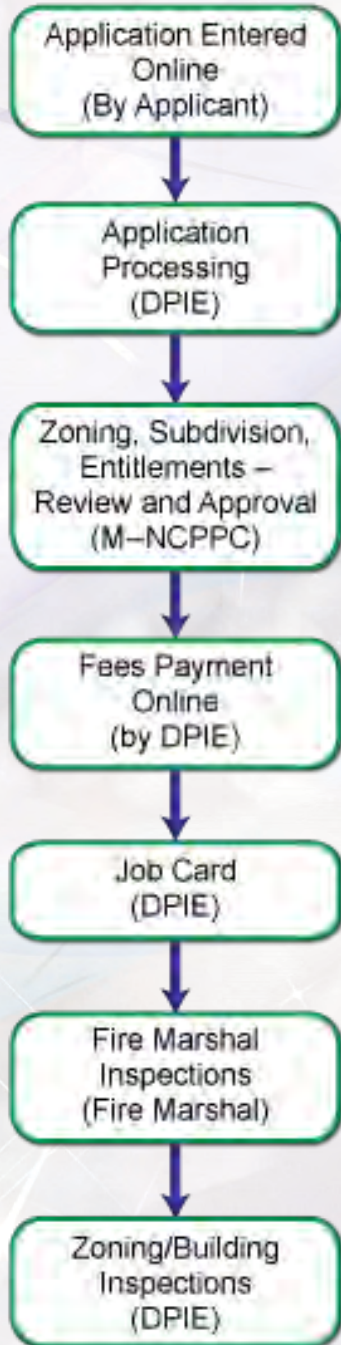 Application Entered
Online
(By Applicant)
Application
Processing
(DPIE)
Zoning, Subdivision,
Entitlements –
Review and Approval
(M–NCPPC)
Fees Payment
Online
(by DPIE)
Job Card
(DPIE)
Fire Marshal
Inspections
(Fire Marshal)
Zoning/Building
Inspections
(DPIE)